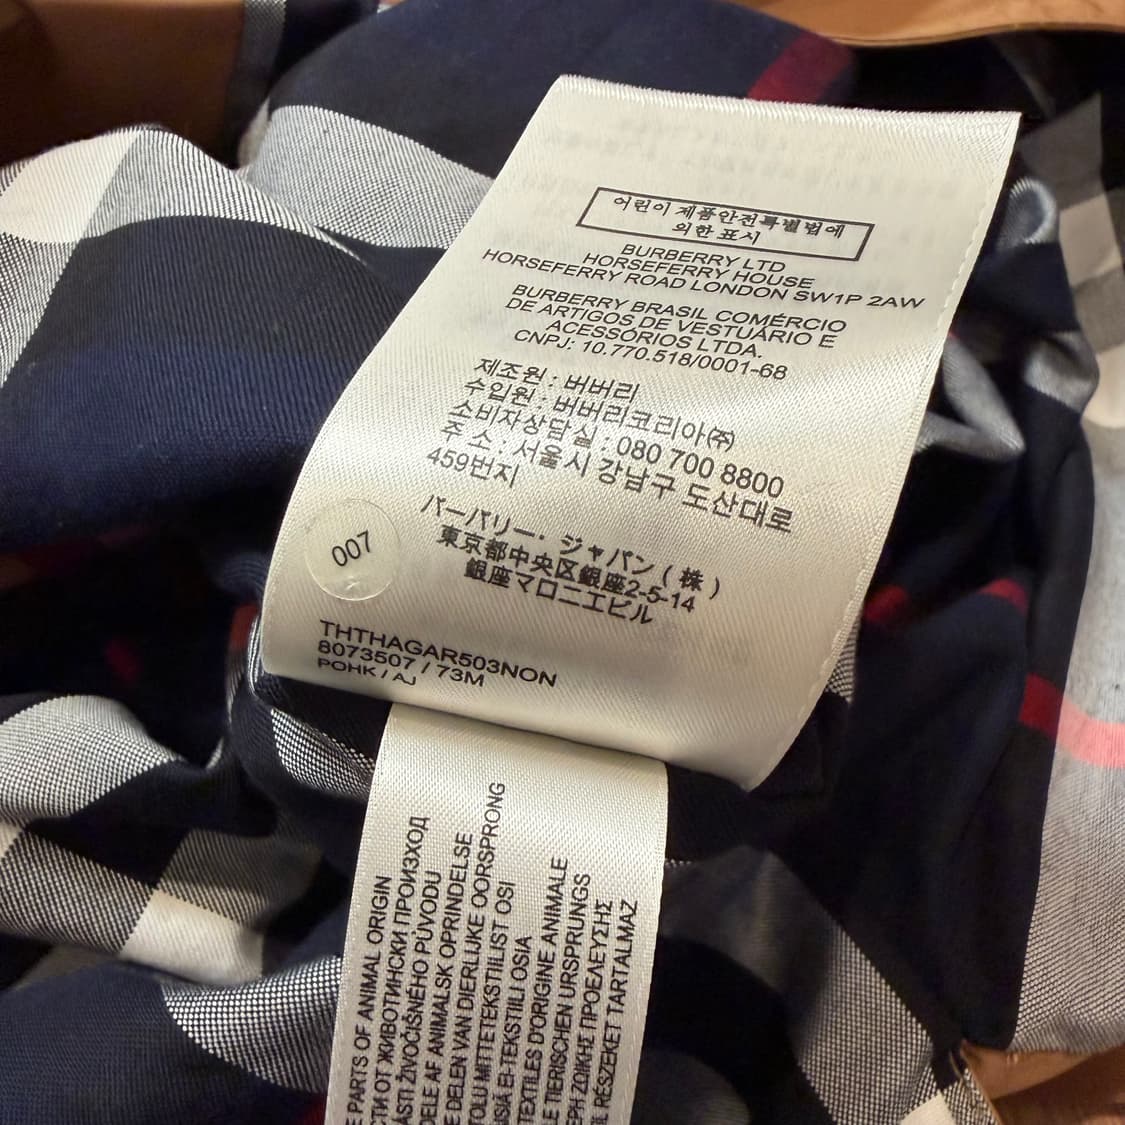 어린이 제품안전특별법에
의한 표시
BURBERRY LTD
HORSEFERRY HOUSE
HORSEFERRY ROAD LONDON SW1P 2AW
BURBERRY BRASIL COMÉRCIO
DE ARTIGOS DE VESTUÁRIO E
ACESSÓRIOS LTDA.
CNPJ: 10.770.518/0001-68
제조원 : 버버리
수입원 : 버버리코리아㈜
소비자상담실 : 080 700 8800
주소 : 서울시 강남구 도산대로
459번지
バーバリー・ジャパン(株)
東京都中央区銀座2-5-14
銀座マロニエビル
007
THTHAGAR503NON
8073507 / 73M
POHK / AJ
PARTS OF ANIMAL ORIGIN
ОТ ЖИВОТИНСКИ ПРОИЗХОД
ŽIVOČIŠNÉHO PŮVODU
DELE AF ANIMALSK OPRINDELSE
DELEN VAN DIERLIJKE OORSPRONG
MITTETEKSTIILIST OSI
EI-TEKSTIILI OSIA
TEXTILES D'ORIGINE ANIMALE
TIERISCHEN URSPRUNGS
ΖΩΙΚΗΣ ΠΡΟΕΛΕΥΣΗΣ
RÉSZEKET TARTALMAZ